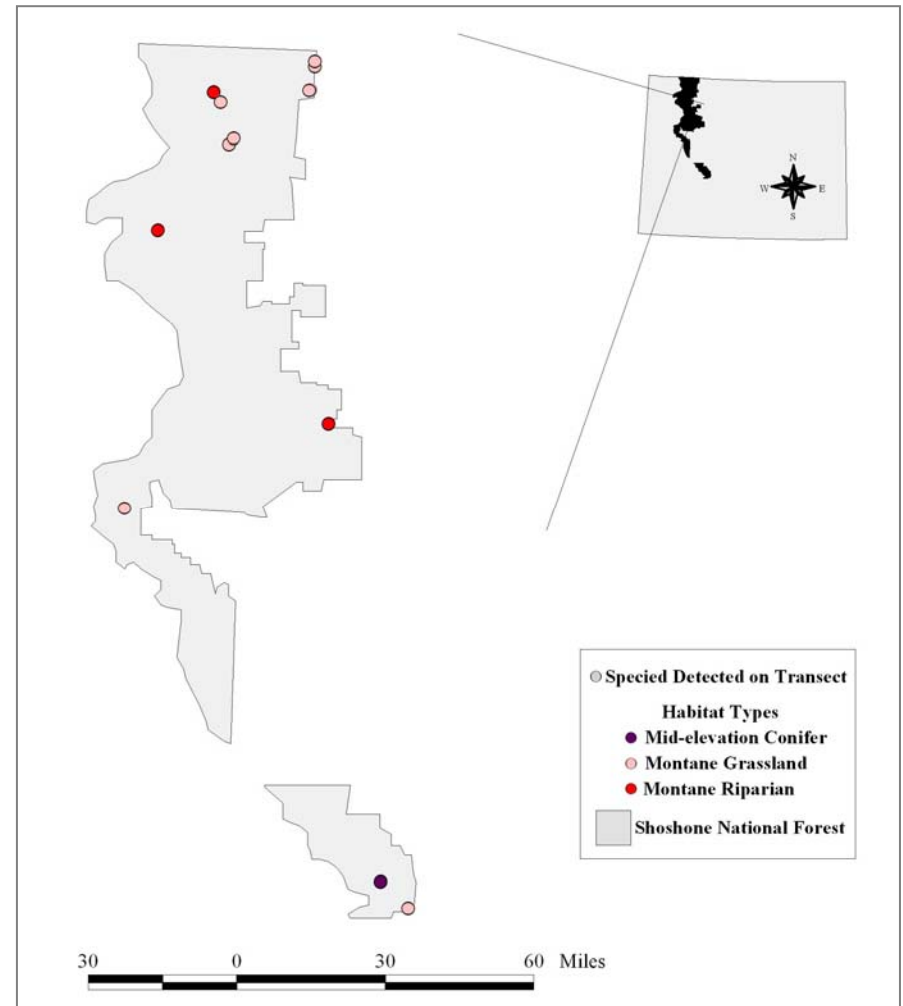 N
W E
S
Specied Detected on Transect
Habitat Types
Mid-elevation Conifer
Montane Grassland
Montane Riparian
Shoshone National Forest
30 0 30 60 Miles